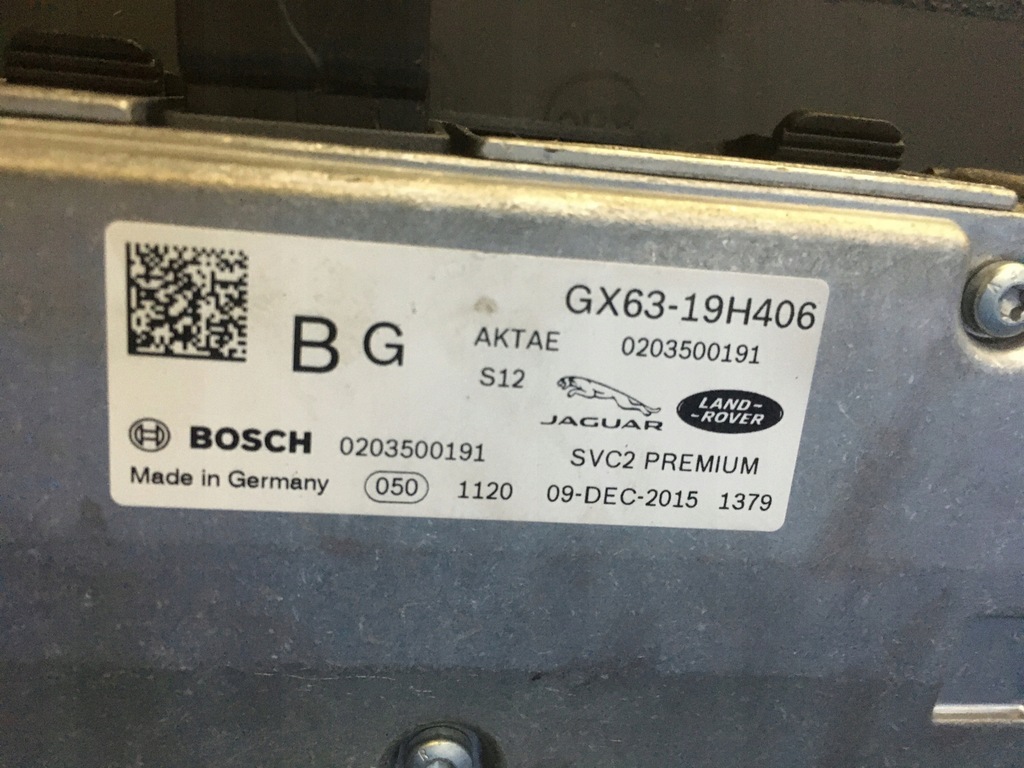 GX63-19H406
B G
AKTAE 0203500191
S12
JAGUAR LAND-ROVER
BOSCH 0203500191 SVC2 PREMIUM
Made in Germany 050 1120 09-DEC-2015 1379